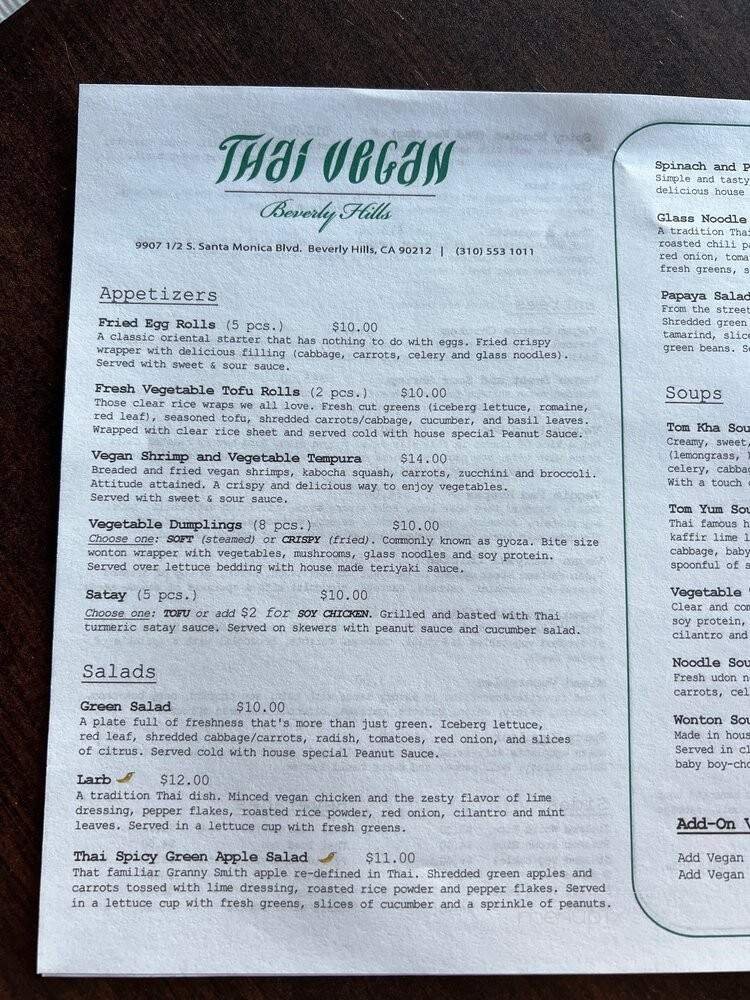 THAI VEGAN
Beverly Hills
9907 1/2 S. Santa Monica Blvd. Beverly Hills, CA 90212 | (310) 553 1011
Appetizers
Fried Egg Rolls (5 pcs.) $10.00
A classic oriental starter that has nothing to do with eggs. Fried crispy
wrapper with delicious filling (cabbage, carrots, celery and glass noodles).
Served with sweet & sour sauce.
Fresh Vegetable Tofu Rolls (2 pcs.) $10.00
Those clear rice wraps we all love. Fresh cut greens (iceberg lettuce, romaine,
red leaf), seasoned tofu, shredded carrots/cabbage, cucumber, and basil leaves.
Wrapped with clear rice sheet and served cold with house special Peanut Sauce.
Vegan Shrimp and Vegetable Tempura $14.00
Breaded and fried vegan shrimps, kabocha squash, carrots, zucchini and broccoli.
Attitude attained. A crispy and delicious way to enjoy vegetables.
Served with sweet & sour sauce.
Vegetable Dumplings (8 pcs.) $10.00
Choose one: SOFT (steamed) or CRISPY (fried). Commonly known as gyoza. Bite size
wonton wrapper with vegetables, mushrooms, glass noodles and soy protein.
Served over lettuce bedding with house made teriyaki sauce.
Satay (5 pcs.) $10.00
Choose one: TOFU or add $2 for SOY CHICKEN. Grilled and basted with Thai
turmeric satay sauce. Served on skewers with peanut sauce and cucumber salad.
Salads
Green Salad $10.00
A plate full of freshness that's more than just green. Iceberg lettuce,
red leaf, shredded cabbage/carrots, radish, tomatoes, red onion, and slices
of citrus. Served cold with house special Peanut Sauce.
Larb $12.00
A tradition Thai dish. Minced vegan chicken and the zesty flavor of lime
dressing, pepper flakes, roasted rice powder, red onion, cilantro and mint
leaves. Served in a lettuce cup with fresh greens.
Thai Spicy Green Apple Salad $11.00
That familiar Granny Smith apple re-defined in Thai. Shredded green apples and
carrots tossed with lime dressing, roasted rice powder and pepper flakes. Served
in a lettuce cup with fresh greens, slices of cucumber and a sprinkle of peanuts.
Spinach and P
Simple and tasty
delicious house
Glass Noodle
A tradition Thai
roasted chili pa
red onion, toma
fresh greens, s
Papaya Salad
From the street
Shredded green
tamarind, slice
green beans. Se
Soups
Tom Kha Sou
Creamy, sweet,
(lemongrass,
celery, cabba
With a touch
Tom Yum Sou
Thai famous h
kaffir lime l
cabbage, baby
spoonful of s
Vegetable
Clear and com
soy protein,
cilantro and
Noodle Sou
Fresh udon n
carrots, cel
Wonton Sou
Made in hous
Served in cl
baby boy-cho
Add-On V
Add Vegan
Add Vegan